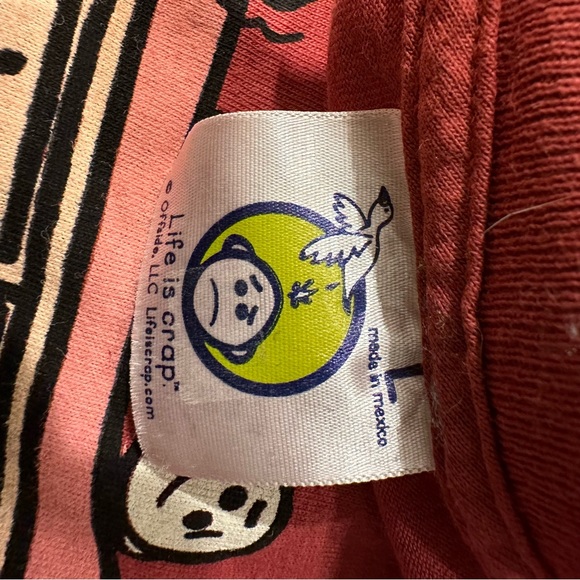 L
made in mexico
Life is crap.™
e Offside, LLC Lifeiscrap.com